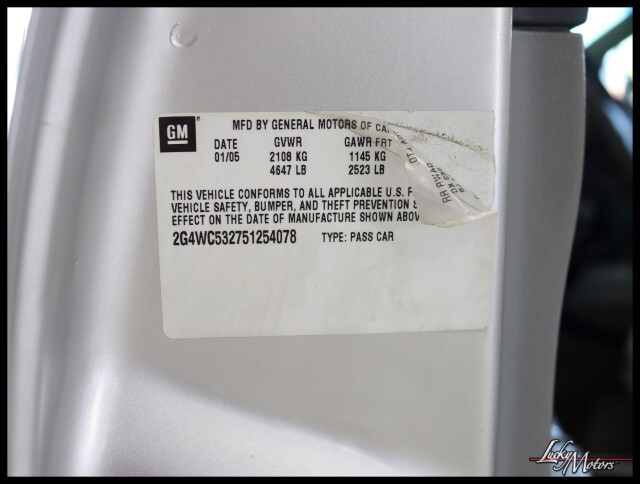 GM
MFD BY GENERAL MOTORS OF CA
DATE GVWR GAWR FRT
01/05 2108 KG 1145 KG
4647 LB 2523 LB
THIS VEHICLE CONFORMS TO ALL APPLICABLE U.S. F
VEHICLE SAFETY, BUMPER, AND THEFT PREVENTION S
EFFECT ON THE DATE OF MANUFACTURE SHOWN ABOV
2G4WC532751254078 TYPE: PASS CAR
Lucky Motors